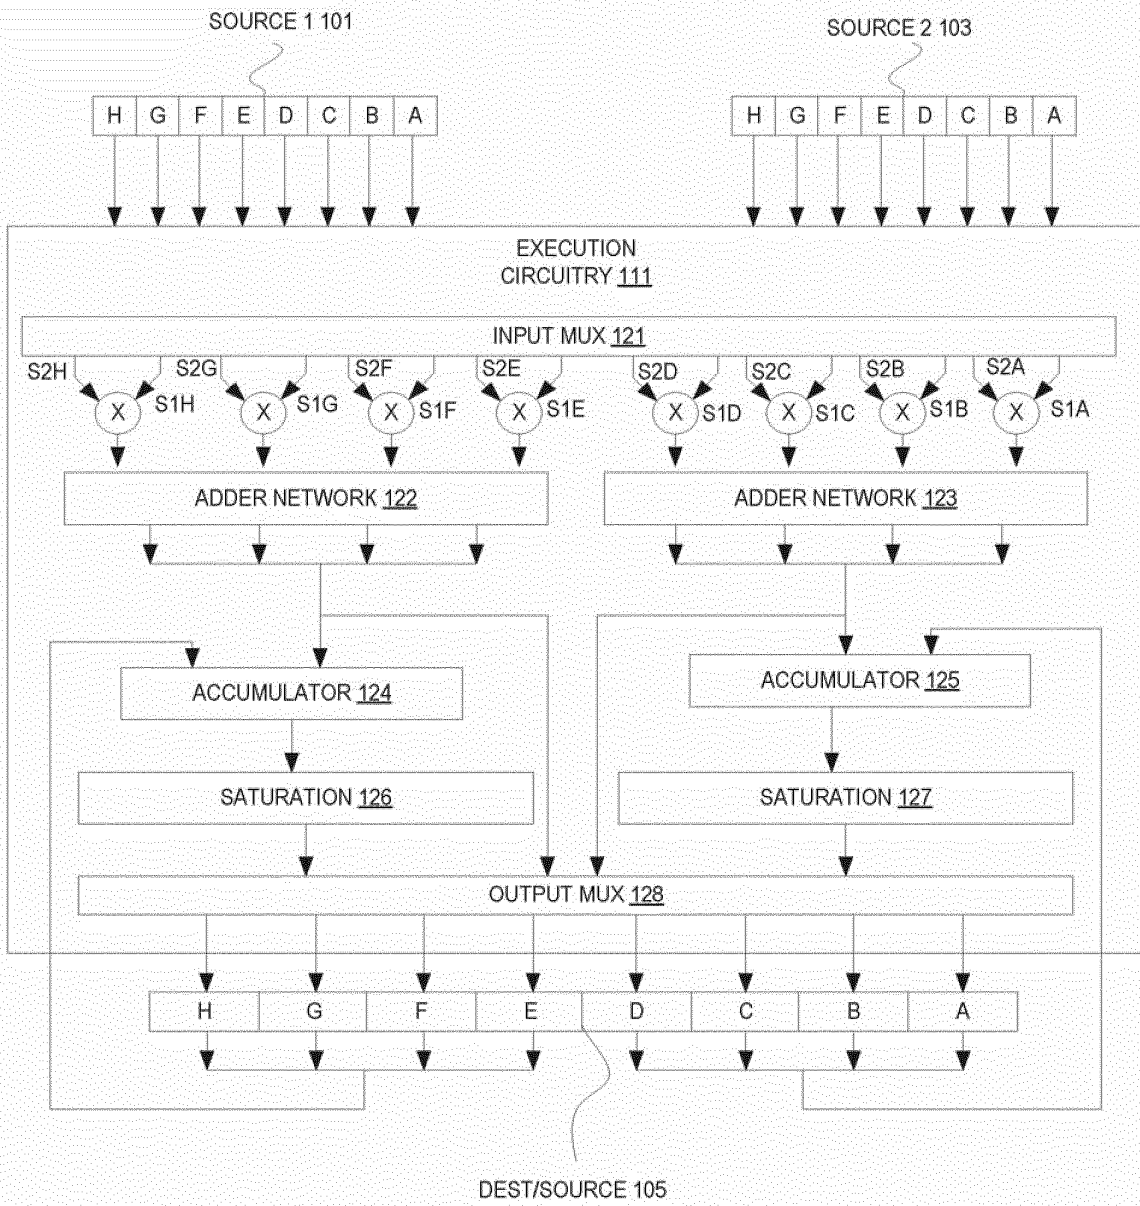 SOURCE 1 101
SOURCE 2 103
H G F E D C B A
H G F E D C B A
EXECUTION
CIRCUITRY 111
INPUT MUX 121
S2H S2G S2F S2E S2D S2C S2B S2A
X X X X X X X X
S1H S1G S1F S1E S1D S1C S1B S1A
ADDER NETWORK 122
ADDER NETWORK 123
ACCUMULATOR 124
ACCUMULATOR 125
SATURATION 126
SATURATION 127
OUTPUT MUX 128
H G F E D C B A
DEST/SOURCE 105